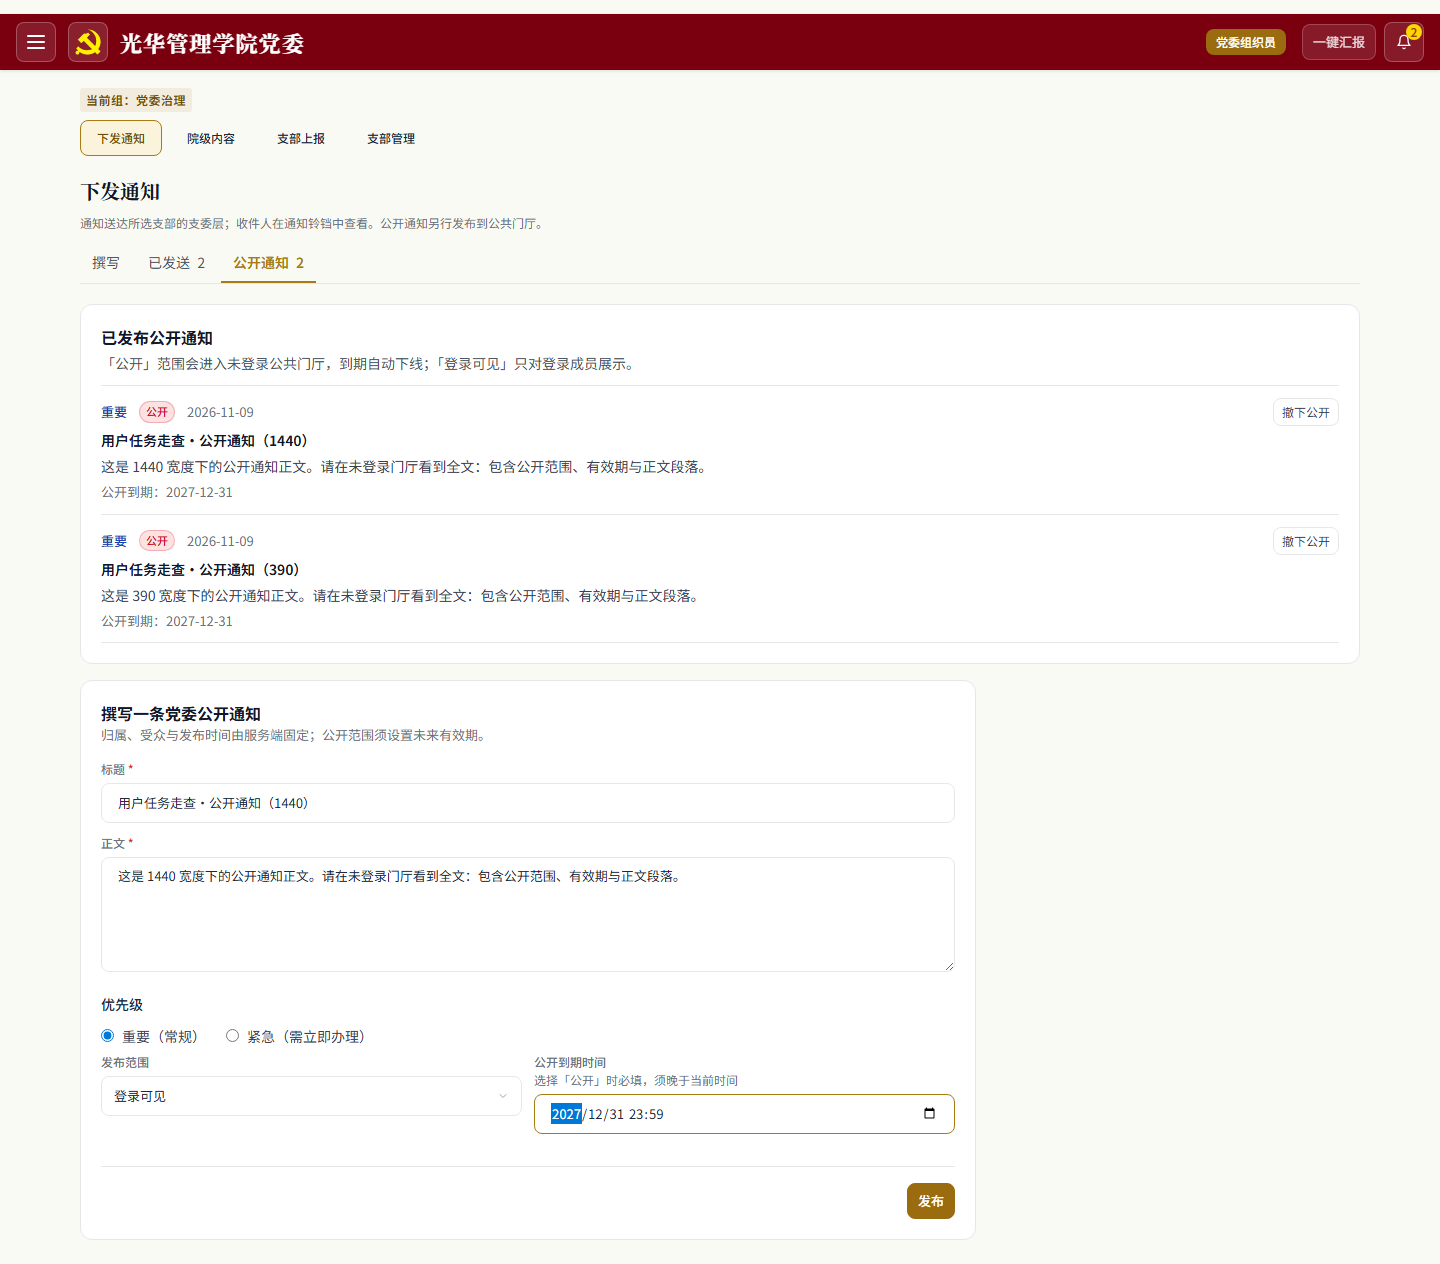 光华管理学院党委
党委组织员
一键汇报
2
当前组：党委治理
下发通知
院级内容
支部上报
支部管理
下发通知
通知送达所选支部的支委层；收件人在通知铃铛中查看。公开通知另行发布到公共门厅。
撰写
已发送 2
公开通知 2
已发布公开通知
「公开」范围会进入未登录公共门厅，到期自动下线；「登录可见」只对登录成员展示。
重要 公开 2026-11-09
撤下公开
用户任务走查・公开通知（1440）
这是 1440 宽度下的公开通知正文。请在未登录门厅看到全文：包含公开范围、有效期与正文段落。
公开到期：2027-12-31
重要 公开 2026-11-09
撤下公开
用户任务走查・公开通知（390）
这是 390 宽度下的公开通知正文。请在未登录门厅看到全文：包含公开范围、有效期与正文段落。
公开到期：2027-12-31
撰写一条党委公开通知
归属、受众与发布时间由服务端固定；公开范围须设置未来有效期。
标题 *
用户任务走查・公开通知（1440）
正文 *
这是 1440 宽度下的公开通知正文。请在未登录门厅看到全文：包含公开范围、有效期与正文段落。
优先级
重要（常规）
紧急（需立即办理）
发布范围
登录可见
公开到期时间
选择「公开」时必填，须晚于当前时间
2027/12/31 23:59
发布